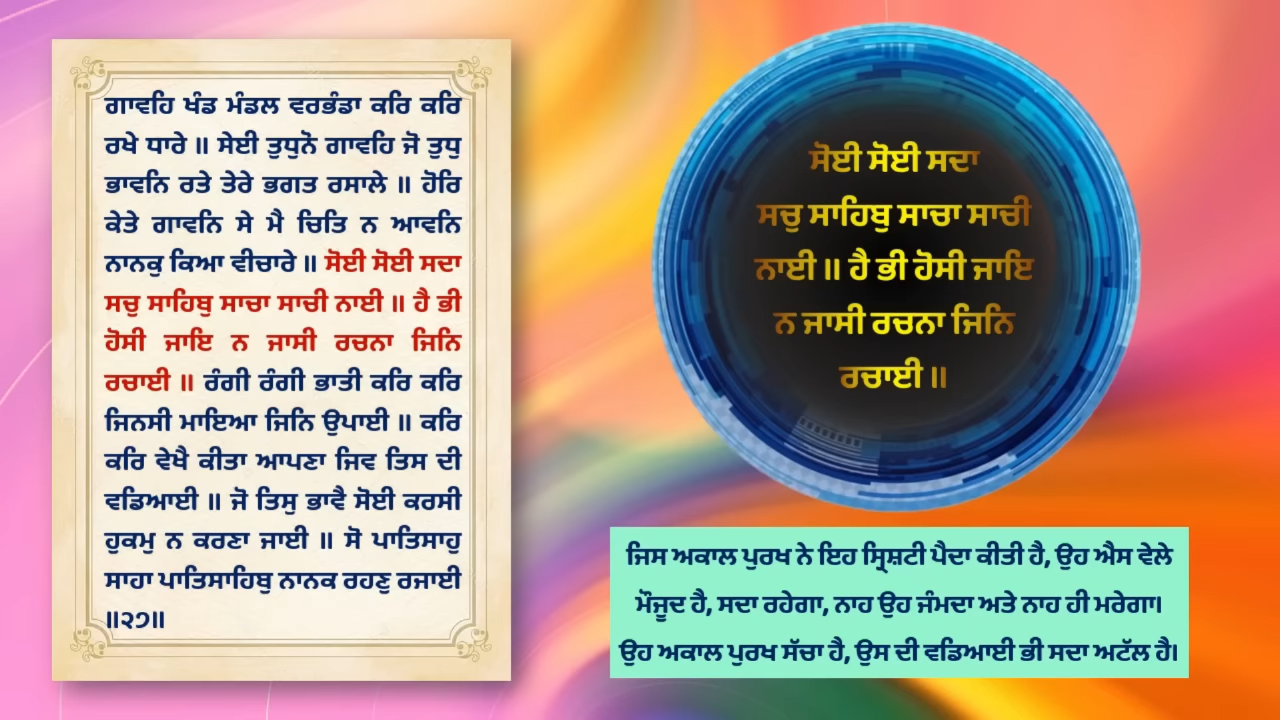 ਗਾਵਹਿ ਖੰਡ ਮੰਡਲ ਵਰਭੰਡਾ ਕਰਿ ਕਰਿ
ਰਖੇ ਧਾਰੇ ॥ ਸੇਈ ਤੁਧੁਨੋ ਗਾਵਹਿ ਜੋ ਤੁਧੁ
ਭਾਵਨਿ ਰਤੇ ਤੇਰੇ ਭਗਤ ਰਸਾਲੇ ॥ ਹੋਰਿ
ਕੇਤੇ ਗਾਵਨਿ ਸੇ ਮੈ ਚਿਤਿ ਨ ਆਵਨਿ
ਨਾਨਕੁ ਕਿਆ ਵੀਚਾਰੇ ॥ ਸੋਈ ਸੋਈ ਸਦਾ
ਸਚੁ ਸਾਹਿਬੁ ਸਾਚਾ ਸਾਚੀ ਨਾਈ ॥ ਹੈ ਭੀ
ਹੋਸੀ ਜਾਇ ਨ ਜਾਸੀ ਰਚਨਾ ਜਿਨਿ
ਰਚਾਈ ॥ ਰੰਗੀ ਰੰਗੀ ਭਾਤੀ ਕਰਿ ਕਰਿ
ਜਿਨਸੀ ਮਾਇਆ ਜਿਨਿ ਉਪਾਈ ॥ ਕਰਿ
ਕਰਿ ਵੇਖੈ ਕੀਤਾ ਆਪਣਾ ਜਿਵ ਤਿਸ ਦੀ
ਵਡਿਆਈ ॥ ਜੋ ਤਿਸੁ ਭਾਵੈ ਸੋਈ ਕਰਸੀ
ਹੁਕਮੁ ਨ ਕਰਣਾ ਜਾਈ ॥ ਸੋ ਪਾਤਿਸਾਹੁ
ਸਾਹਾ ਪਾਤਿਸਾਹਿਬੁ ਨਾਨਕ ਰਹਣੁ ਰਜਾਈ
॥੨੭॥
ਸੋਈ ਸੋਈ ਸਦਾ
ਸਚੁ ਸਾਹਿਬੁ ਸਾਚਾ ਸਾਚੀ
ਨਾਈ ॥ ਹੈ ਭੀ ਹੋਸੀ ਜਾਇ
ਨ ਜਾਸੀ ਰਚਨਾ ਜਿਨਿ
ਰਚਾਈ ॥
ਜਿਸ ਅਕਾਲ ਪੁਰਖ ਨੇ ਇਹ ਸ੍ਰਿਸ਼ਟੀ ਪੈਦਾ ਕੀਤੀ ਹੈ, ਉਹ ਐਸ ਵੇਲੇ
ਮੌਜੂਦ ਹੈ, ਸਦਾ ਰਹੇਗਾ, ਨਾਹ ਉਹ ਜੰਮਦਾ ਅਤੇ ਨਾਹ ਹੀ ਮਰੇਗਾ।
ਉਹ ਅਕਾਲ ਪੁਰਖ ਸੱਚਾ ਹੈ, ਉਸ ਦੀ ਵਡਿਆਈ ਭੀ ਸਦਾ ਅਟੱਲ ਹੈ।